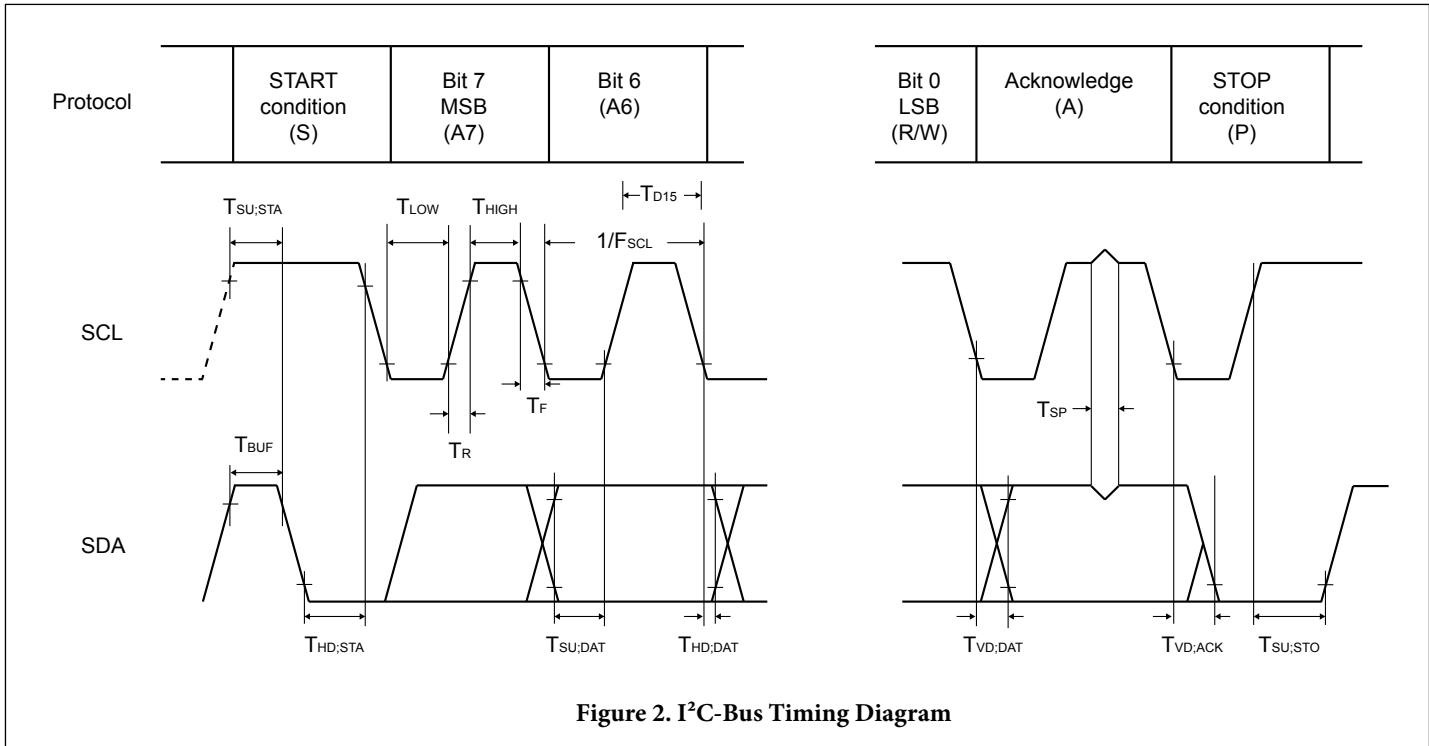 Protocol
START
condition
(S)
Bit 7
MSB
(A7)
Bit 6
(A6)
Bit 0
LSB
(R/W)
Acknowledge
(A)
STOP
condition
(P)
TSU;STA
TLOW
THIGH
TD15
1/FSCL
SCL
TF
TR
TSP
TBUF
SDA
THD;STA
TSU;DAT
THD;DAT
TVD;DAT
TVD;ACK
TSU;STO
Figure 2. I²C-Bus Timing Diagram